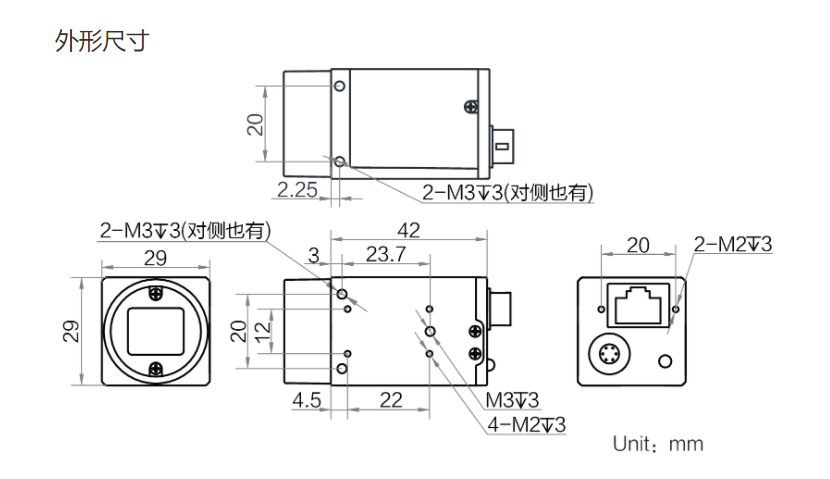 外形尺寸
20
2.25
2-M3↧3(对侧也有)
2-M3↧3(对侧也有)
42
29
3
23.7
20
2-M2↧3
29
20
12
4.5
22
M3↧3
4-M2↧3
Unit: mm